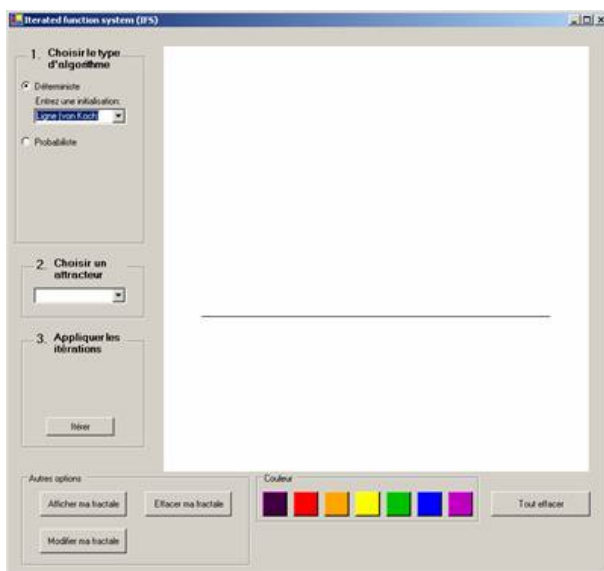 Iterated function system (IFS)
1. Choisir le type
d'algorithme
Déterministe
Entrez une initialisation:
Ligne (von Koch)
Probabiliste
2. Choisir un
attracteur
3. Appliquer les
itérations
Itérer
Autres options
Afficher ma fractale
Effacer ma fractale
Modifier ma fractale
Couleur
Tout effacer